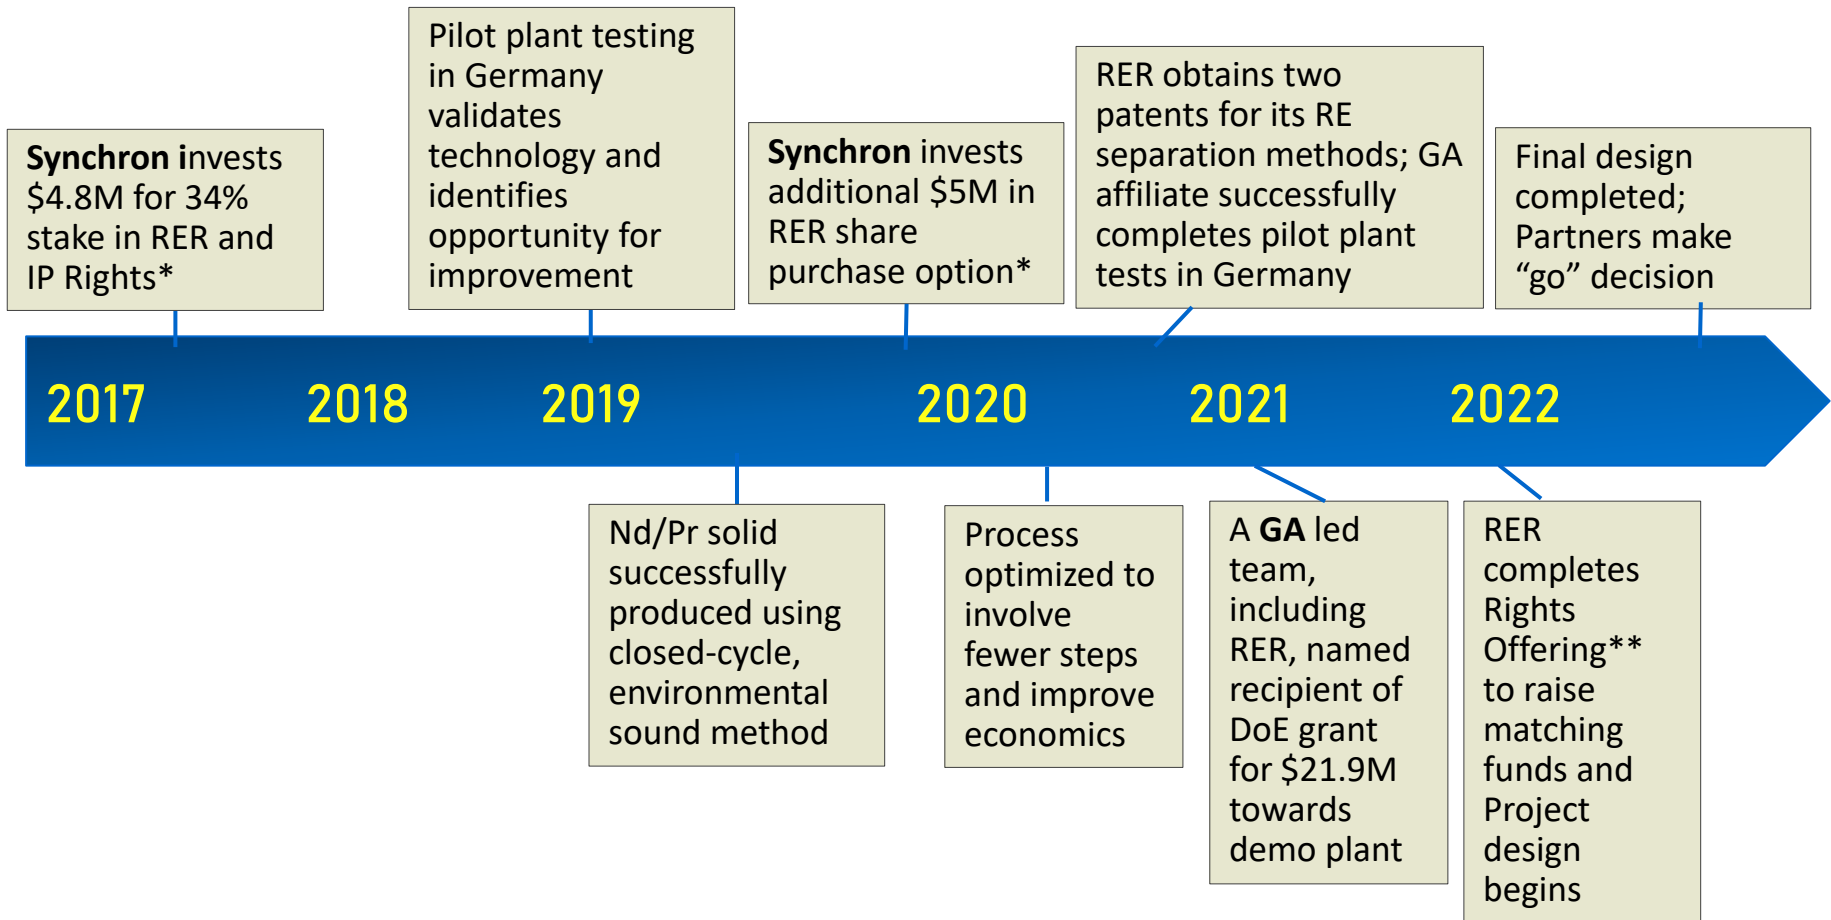 Synchron invests
$4.8M for 34%
stake in RER and
IP Rights*
Pilot plant testing
in Germany
validates
technology and
identifies
opportunity for
improvement
Synchron invests
additional $5M in
RER share
purchase option*
RER obtains two
patents for its RE
separation methods; GA
affiliate successfully
completes pilot plant
tests in Germany
Final design
completed;
Partners make
“go” decision
2017
2018
2019
2020
2021
2022
Nd/Pr solid
successfully
produced using
closed-cycle,
environmental
sound method
Process
optimized to
involve
fewer steps
and improve
economics
A GA led
team,
including
RER, named
recipient of
DoE grant
for $21.9M
towards
demo plant
RER
completes
Rights
Offering**
to raise
matching
funds and
Project
design
begins